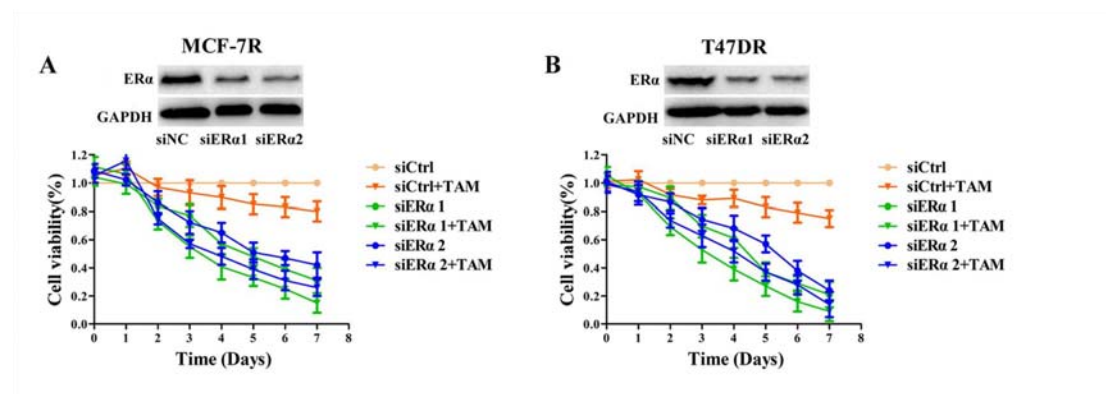 A
MCF-7R
ERα
GAPDH
siNC siERα1 siERα2
1.2
1.0
0.8
0.6
0.4
0.2
0.0
0 1 2 3 4 5 6 7 8
Cell viability(%)
Time (Days)
siCtrl
siCtrl+TAM
siERα 1
siERα 1+TAM
siERα 2
siERα 2+TAM
B
T47DR
ERα
GAPDH
siNC siERα1 siERα2
1.2
1.0
0.8
0.6
0.4
0.2
0.0
0 1 2 3 4 5 6 7 8
Cell viability(%)
Time (Days)
siCtrl
siCtrl+TAM
siERα 1
siERα 1+TAM
siERα 2
siERα 2+TAM